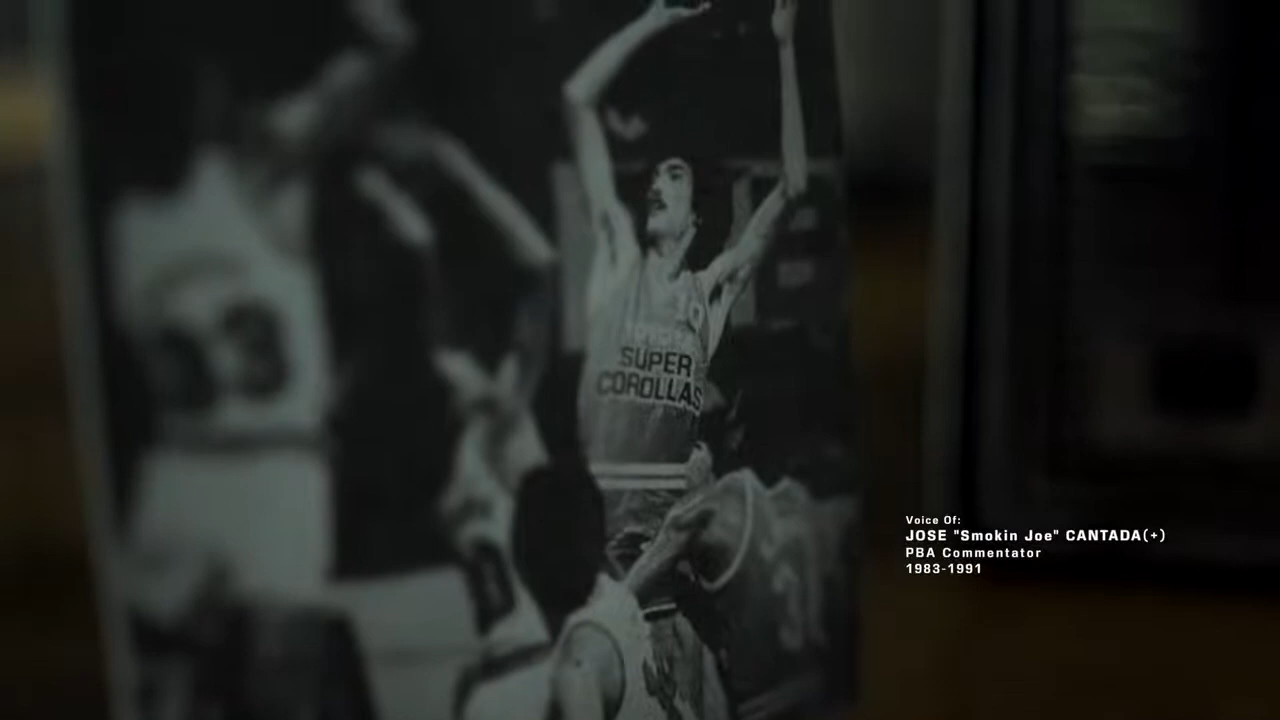 SUPER
COROLLAS
Voice Of:
JOSE "Smokin Joe" CANTADA(+)
PBA Commentator
1983-1991